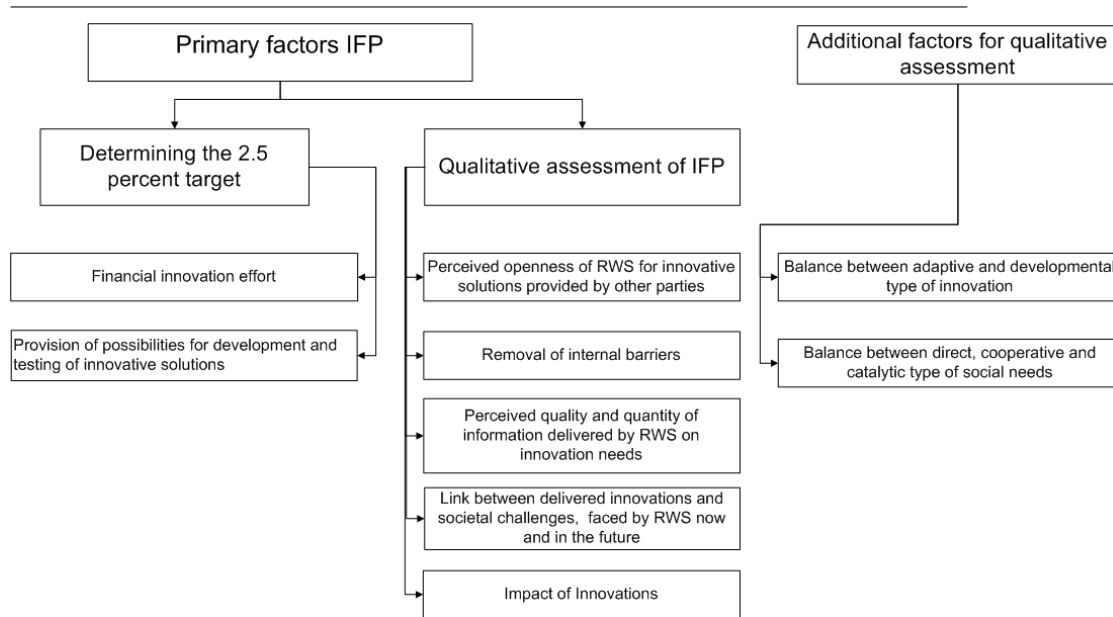 Primary factors IFP
Additional factors for qualitative
assessment
Determining the 2.5
percent target
Qualitative assessment of IFP
Financial innovation effort
Provision of possibilities for development and
testing of innovative solutions
Perceived openness of RWS for innovative
solutions provided by other parties
Removal of internal barriers
Perceived quality and quantity of
information delivered by RWS on
innovation needs
Link between delivered innovations and
societal challenges, faced by RWS now
and in the future
Impact of Innovations
Balance between adaptive and developmental
type of innovation
Balance between direct, cooperative and
catalytic type of social needs